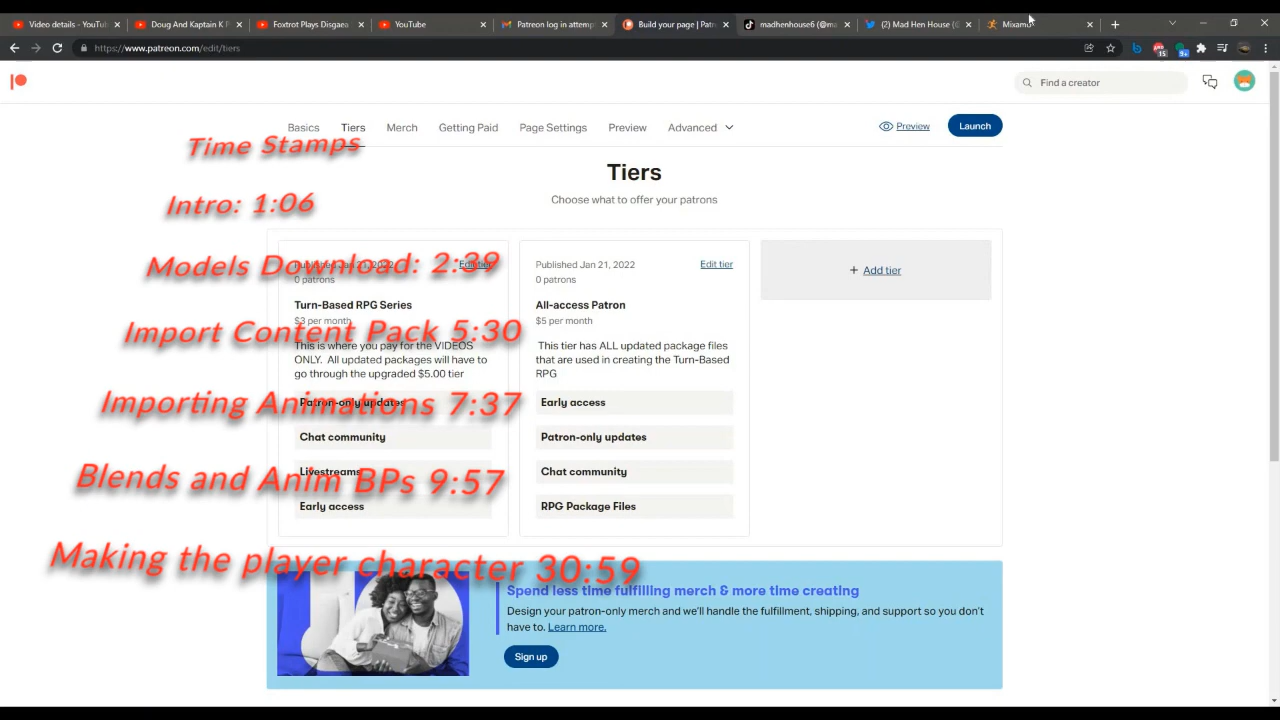 Video details - YouTu
Doug And Kaptain K F
Foxtrot Plays Disgaea
YouTube
Patreon log in attemp
Build your page | Patr
madhenhouse6 (@ma
(2) Mad Hen House (@
Mixamo
https://www.patreon.com/edit/tiers
15
9+
Find a creator
Basics
Tiers
Merch
Getting Paid
Page Settings
Preview
Advanced
Preview
Launch
Time Stamps
Tiers
Choose what to offer your patrons
Intro: 1:06
Models Download: 2:39
Import Content Pack 5:30
Importing Animations 7:37
Blends and Anim BPs 9:57
Making the player character 30:59
Published Jan 21, 2022
Edit tier
0 patrons
Turn-Based RPG Series
$3 per month
This is where you pay for the VIDEOS
ONLY. All updated packages will have to
go through the upgraded $5.00 tier
Patron-only updates
Chat community
Livestreams
Early access
Published Jan 21, 2022
Edit tier
0 patrons
All-access Patron
$5 per month
This tier has ALL updated package files
that are used in creating the Turn-Based
RPG
Early access
Patron-only updates
Chat community
RPG Package Files
+ Add tier
Spend less time fulfilling merch & more time creating
Design your patron-only merch and we'll handle the fulfillment, shipping, and support so you don't
have to. Learn more.
Sign up